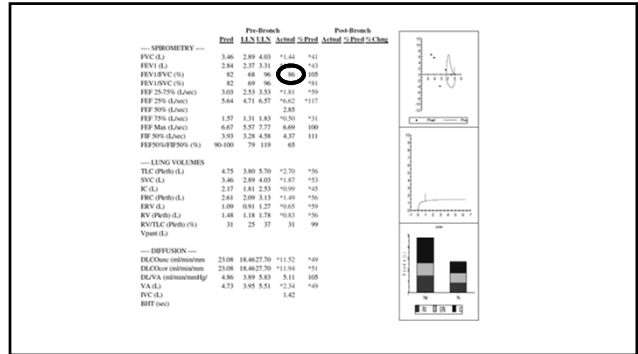 Pre-Bronch Post-Bronch
Pred LLN ULN Actual % Pred Actual % Pred % Chng
---- SPIROMETRY ----
FVC (L) 3.46 2.89 4.03 *1.44 *41
FEV1 (L) 2.84 2.37 3.31 *43
FEV1/FVC (%) 82 68 96 86 105
FEV1/SVC (%) 82 69 96 *81
FEF 25-75% (L/sec) 3.03 2.53 3.53 *1.81 *59
FEF 25% (L/sec) 5.64 4.71 6.57 *6.62 *117
FEF 50% (L/sec) 2.85
FEF 75% (L/sec) 1.57 1.31 1.83 *0.50 *31
FEF Max (L/sec) 6.67 5.57 7.77 6.69 100
FIF 50% (L/sec) 3.93 3.28 4.58 4.37 111
FEF50%/FIF50% (%) 90-100 79 119 65
---- LUNG VOLUMES
TLC (Pleth) (L) 4.75 3.80 5.70 *2.70 *56
SVC (L) 3.46 2.89 4.03 *1.87 *53
IC (L) 2.17 1.81 2.53 *0.99 *45
FRC (Pleth) (L) 2.61 2.09 3.13 *1.49 *56
ERV (L) 1.09 0.91 1.27 *0.65 *59
RV (Pleth) (L) 1.48 1.18 1.78 *0.83 *56
RV/TLC (Pleth) (%) 31 25 37 31 99
Vpant (L)
---- DIFFUSION ----
DLCOunc (ml/min/mm 23.08 18.46 27.70 *11.52 *49
DLCOcor (ml/min/mm 23.08 18.46 27.70 *11.94 *51
DL/VA (ml/min/mmHg/ 4.86 3.89 5.83 5.11 105
VA (L) 4.73 3.95 5.51 *2.34 *49
IVC (L) 1.42
BHT (sec)